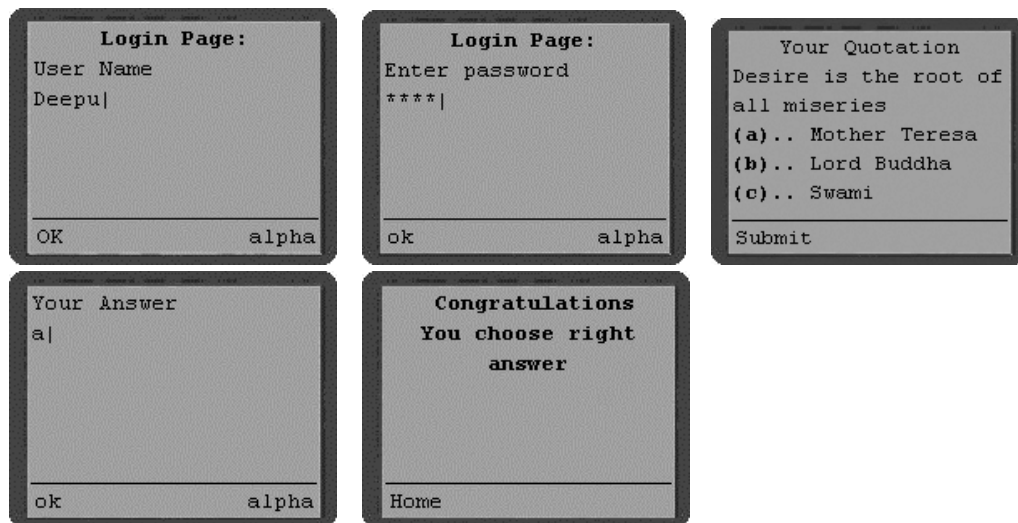 Login Page:
User Name
Deepu|
OK alpha
Login Page:
Enter password
****|
ok alpha
Your Quotation
Desire is the root of
all miseries
(a).. Mother Teresa
(b).. Lord Buddha
(c).. Swami
Submit
Your Answer
a|
ok alpha
Congratulations
You choose right
answer
Home